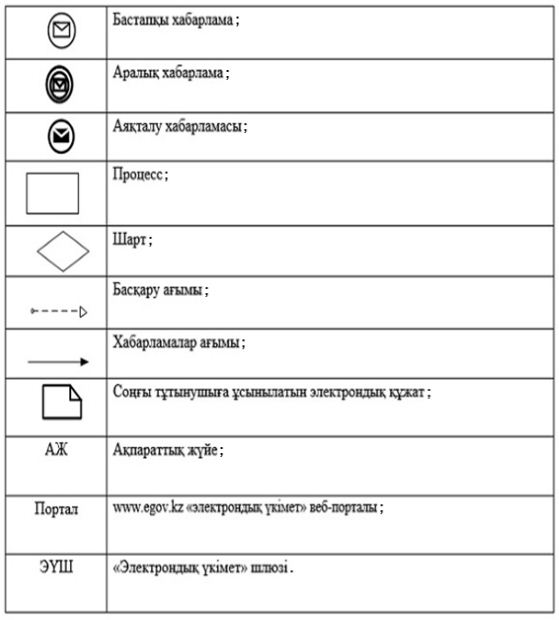 Бастапқы хабарлама;
Аралық хабарлама;
Аяқталу хабарламасы;
Процесс;
Шарт;
Басқару ағымы;
Хабарламалар ағымы;
Соңғы тұтынушыға ұсынылатын электрондық құжат;
АЖ Ақпараттық жүйе;
Портал www.egov.kz «электрондық үкімет» веб-порталы;
ЭҮШ «Электрондық үкімет» шлюзі.